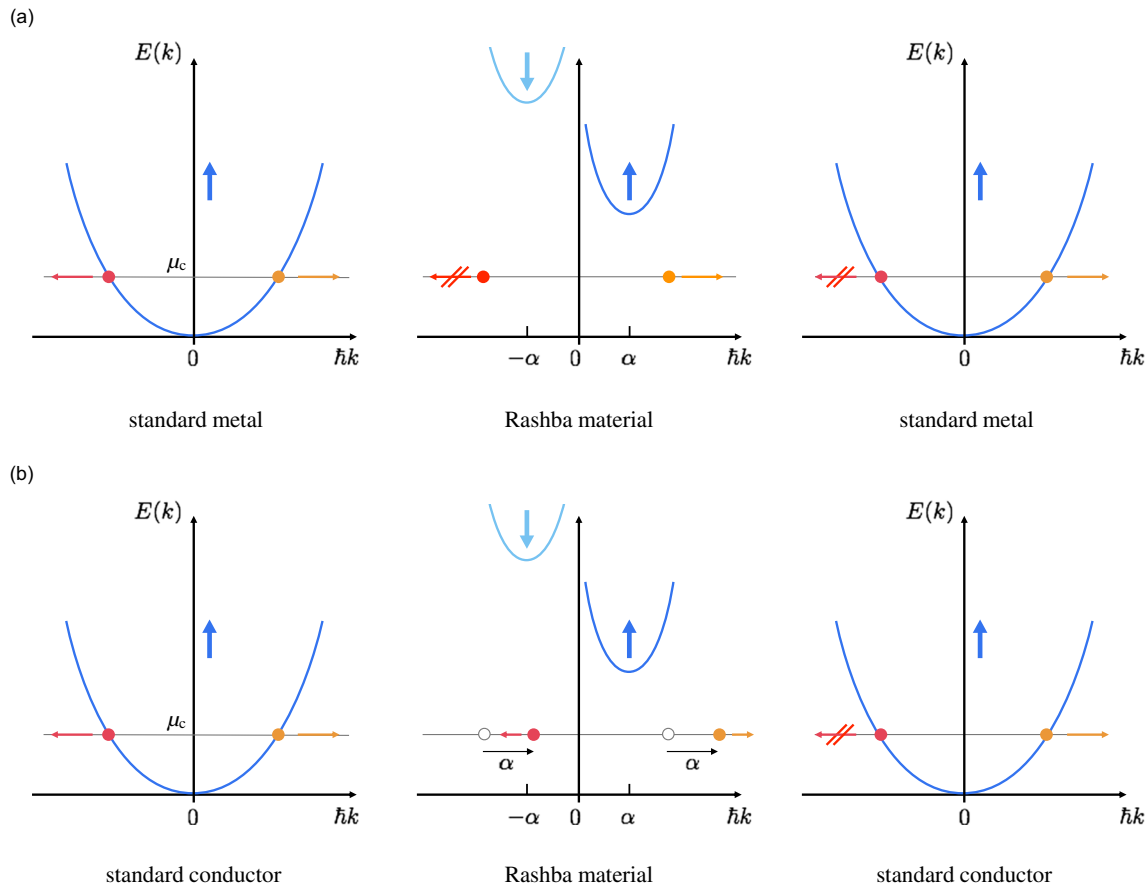 (a)
E(k) E(k) E(k)
μc
0 ħk −α 0 α ħk 0 ħk
standard metal Rashba material standard metal
(b)
E(k) E(k) E(k)
μc
α α
0 ħk −α 0 α ħk 0 ħk
standard conductor Rashba material standard conductor